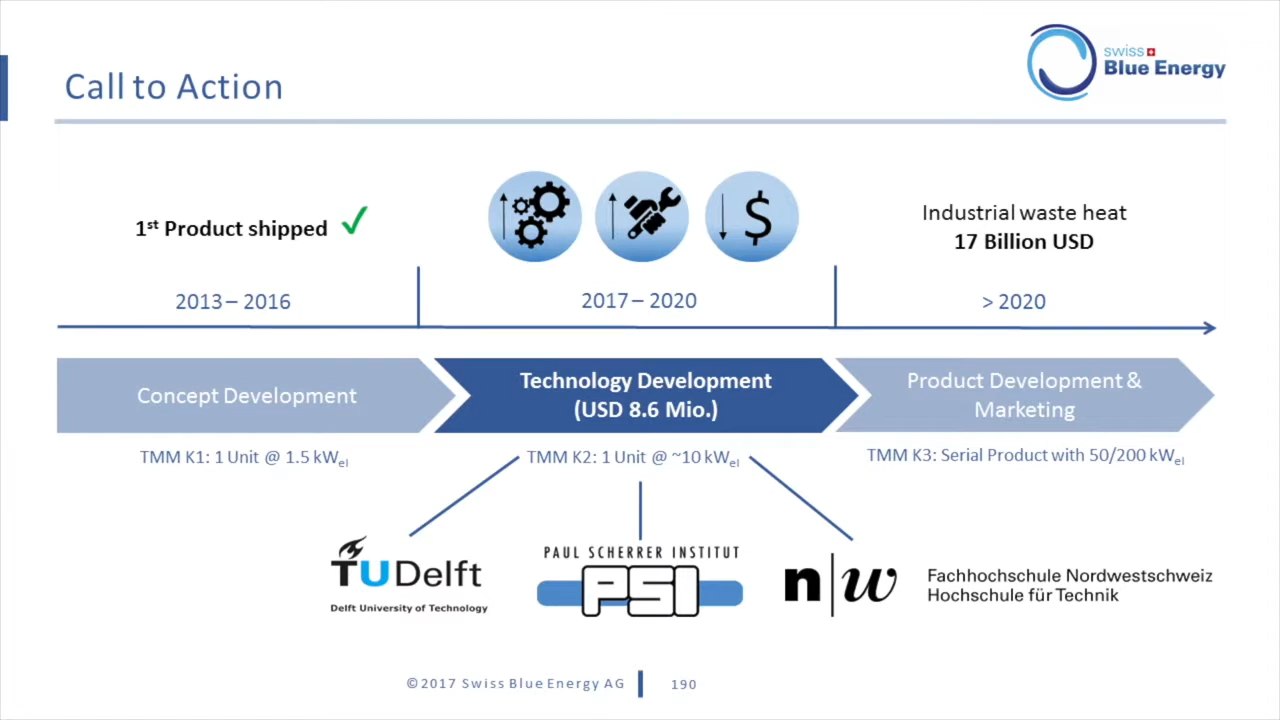 Call to Action
swiss
Blue Energy
1st Product shipped
$
Industrial waste heat
17 Billion USD
2013 – 2016
2017 – 2020
> 2020
Concept Development
Technology Development
(USD 8.6 Mio.)
Product Development &
Marketing
TMM K1: 1 Unit @ 1.5 kWel
TMM K2: 1 Unit @ ~10 kWel
TMM K3: Serial Product with 50/200 kWel
TU Delft
Delft University of Technology
PAUL SCHERRER INSTITUT
PSI
n|w
Fachhochschule Nordwestschweiz
Hochschule für Technik
©2017 Swiss Blue Energy AG
190